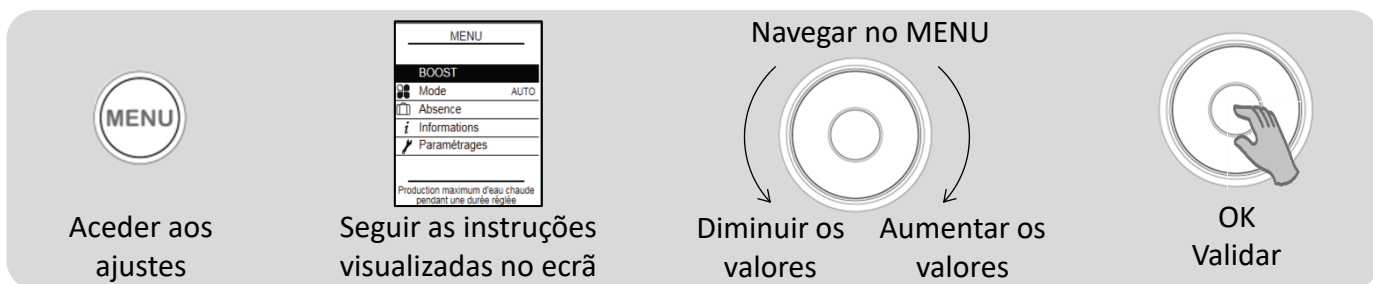 MENU
Aceder aos
ajustes
MENU
BOOST
Mode AUTO
Absence
i Informations
Paramétrages
Production maximum d'eau chaude
pendant une durée réglée
Seguir as instruções
visualizadas no ecrã
Navegar no MENU
Diminuir os
valores
Aumentar os
valores
OK
Validar